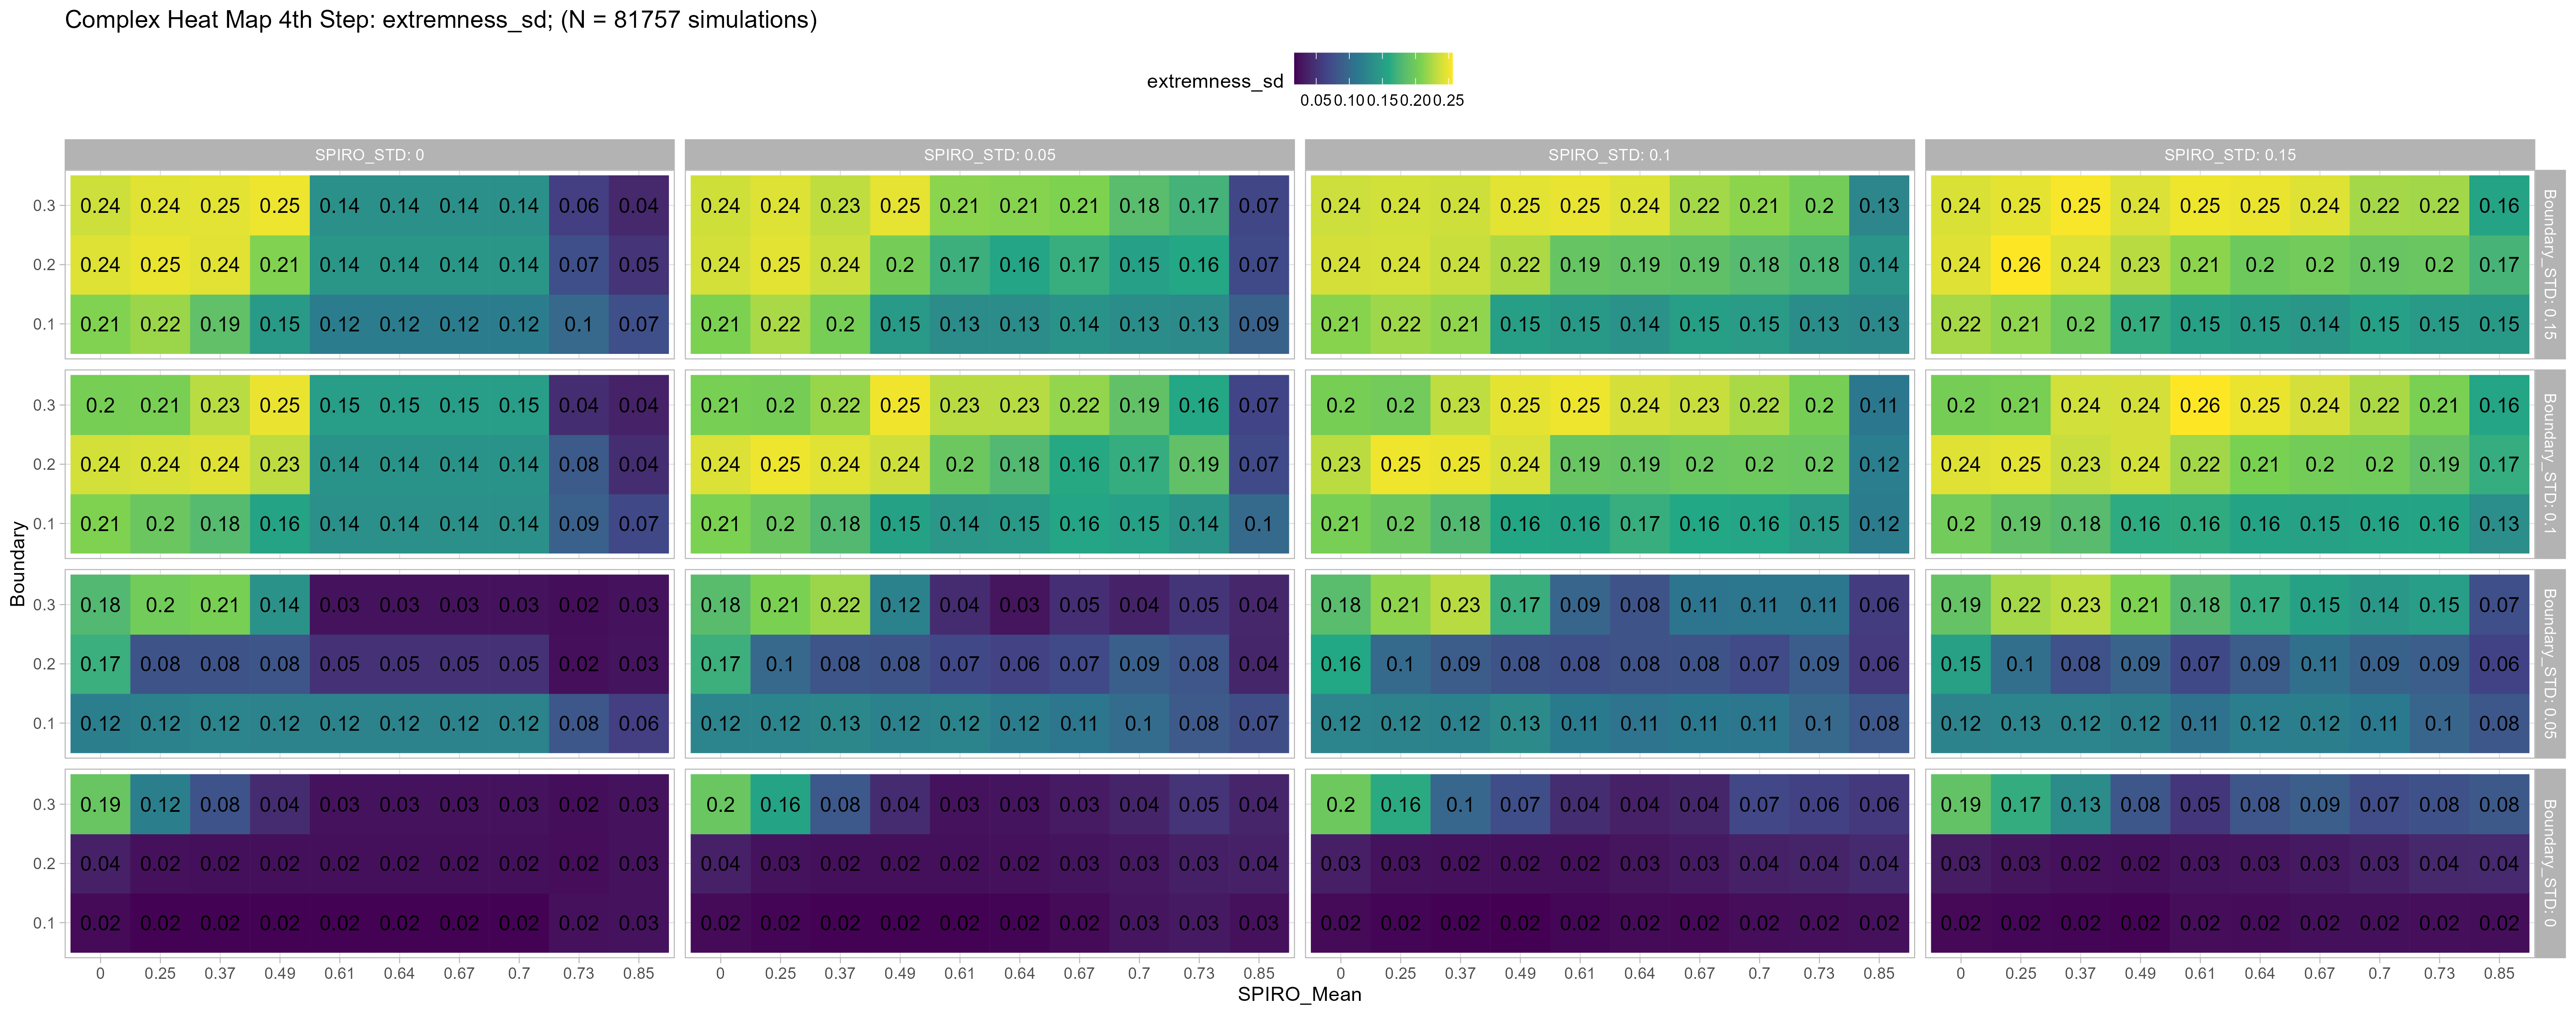 Complex Heat Map 4th Step: extremness_sd; (N = 81757 simulations)
extremness_sd
0.05 0.10 0.15 0.20 0.25
SPIRO_STD: 0 SPIRO_STD: 0.05 SPIRO_STD: 0.1 SPIRO_STD: 0.15
0.3 0.24 0.24 0.25 0.25 0.14 0.14 0.14 0.14 0.06 0.04 0.24 0.24 0.23 0.25 0.21 0.21 0.21 0.18 0.17 0.07 0.24 0.24 0.24 0.25 0.25 0.24 0.22 0.21 0.2 0.13 0.24 0.25 0.25 0.24 0.25 0.25 0.24 0.22 0.22 0.16
0.2 0.24 0.25 0.24 0.21 0.14 0.14 0.14 0.14 0.07 0.05 0.24 0.25 0.24 0.2 0.17 0.16 0.17 0.15 0.16 0.07 0.24 0.24 0.24 0.22 0.19 0.19 0.19 0.18 0.18 0.14 0.24 0.26 0.24 0.23 0.21 0.2 0.2 0.19 0.2 0.17
0.1 0.21 0.22 0.19 0.15 0.12 0.12 0.12 0.12 0.1 0.07 0.21 0.22 0.2 0.15 0.13 0.13 0.14 0.13 0.13 0.09 0.21 0.22 0.21 0.15 0.15 0.14 0.15 0.15 0.13 0.13 0.22 0.21 0.2 0.17 0.15 0.15 0.14 0.15 0.15 0.15
Boundary_STD: 0.15
0.3 0.2 0.21 0.23 0.25 0.15 0.15 0.15 0.15 0.04 0.04 0.21 0.2 0.22 0.25 0.23 0.23 0.22 0.19 0.16 0.07 0.2 0.2 0.23 0.25 0.25 0.24 0.23 0.22 0.2 0.11 0.2 0.21 0.24 0.24 0.26 0.25 0.24 0.22 0.21 0.16
0.2 0.24 0.24 0.24 0.23 0.14 0.14 0.14 0.14 0.08 0.04 0.24 0.25 0.24 0.24 0.2 0.18 0.16 0.17 0.19 0.07 0.23 0.25 0.25 0.24 0.19 0.19 0.2 0.2 0.2 0.12 0.24 0.25 0.23 0.24 0.22 0.21 0.2 0.2 0.19 0.17
0.1 0.21 0.2 0.18 0.16 0.14 0.14 0.14 0.14 0.09 0.07 0.21 0.2 0.18 0.15 0.14 0.15 0.16 0.15 0.14 0.1 0.21 0.2 0.18 0.16 0.16 0.17 0.16 0.16 0.15 0.12 0.2 0.19 0.18 0.16 0.16 0.16 0.15 0.16 0.16 0.13
Boundary_STD: 0.1
Boundary
0.3 0.18 0.2 0.21 0.14 0.03 0.03 0.03 0.03 0.02 0.03 0.18 0.21 0.22 0.12 0.04 0.03 0.05 0.04 0.05 0.04 0.18 0.21 0.23 0.17 0.09 0.08 0.11 0.11 0.11 0.06 0.19 0.22 0.23 0.21 0.18 0.17 0.15 0.14 0.15 0.07
0.2 0.17 0.08 0.08 0.08 0.05 0.05 0.05 0.05 0.02 0.03 0.17 0.1 0.08 0.08 0.07 0.06 0.07 0.09 0.08 0.04 0.16 0.1 0.09 0.08 0.08 0.08 0.08 0.07 0.09 0.06 0.15 0.1 0.08 0.09 0.07 0.09 0.11 0.09 0.09 0.06
0.1 0.12 0.12 0.12 0.12 0.12 0.12 0.12 0.12 0.08 0.06 0.12 0.12 0.13 0.12 0.12 0.12 0.11 0.1 0.08 0.07 0.12 0.12 0.12 0.13 0.11 0.11 0.11 0.11 0.1 0.08 0.12 0.13 0.12 0.12 0.11 0.12 0.12 0.11 0.1 0.08
Boundary_STD: 0.05
0.3 0.19 0.12 0.08 0.04 0.03 0.03 0.03 0.03 0.02 0.03 0.2 0.16 0.08 0.04 0.03 0.03 0.03 0.04 0.05 0.04 0.2 0.16 0.1 0.07 0.04 0.04 0.04 0.07 0.06 0.06 0.19 0.17 0.13 0.08 0.05 0.08 0.09 0.07 0.08 0.08
0.2 0.04 0.02 0.02 0.02 0.02 0.02 0.02 0.02 0.02 0.03 0.04 0.03 0.02 0.02 0.02 0.02 0.03 0.03 0.03 0.04 0.03 0.03 0.02 0.02 0.02 0.03 0.03 0.04 0.04 0.04 0.03 0.03 0.02 0.02 0.03 0.03 0.03 0.03 0.04 0.04
0.1 0.02 0.02 0.02 0.02 0.02 0.02 0.02 0.02 0.03 0.03 0.02 0.02 0.02 0.02 0.02 0.02 0.02 0.03 0.03 0.03 0.02 0.02 0.02 0.02 0.02 0.02 0.02 0.02 0.02 0.02 0.02 0.02 0.02 0.02 0.02 0.02 0.02 0.02 0.02 0.02
Boundary_STD: 0
0 0.25 0.37 0.49 0.61 0.64 0.67 0.7 0.73 0.85 0 0.25 0.37 0.49 0.61 0.64 0.67 0.7 0.73 0.85 0 0.25 0.37 0.49 0.61 0.64 0.67 0.7 0.73 0.85 0 0.25 0.37 0.49 0.61 0.64 0.67 0.7 0.73 0.85
SPIRO_Mean